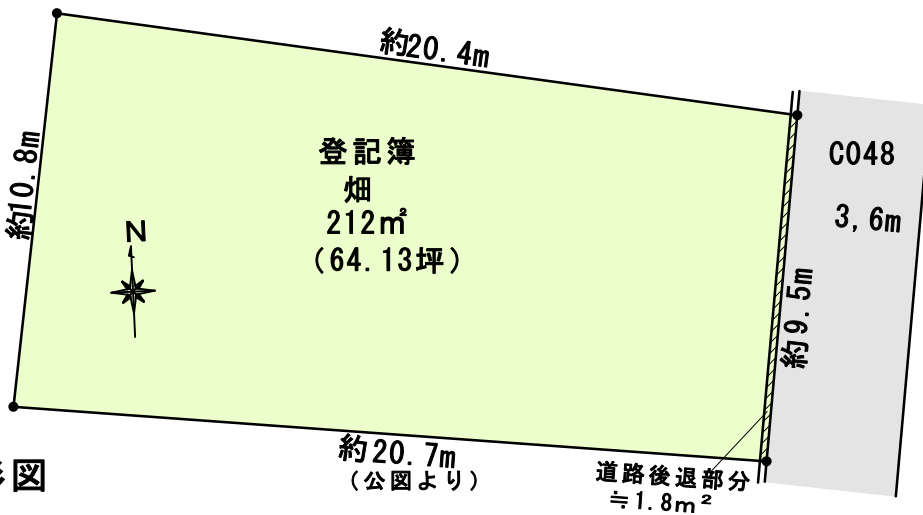 約20.4m
約10.8m
登記簿
畑
212㎡
(64.13坪)
C048
3,6m
N
約9.5m
約20.7m
(公図より)
道路後退部分
≒1.8m²
図